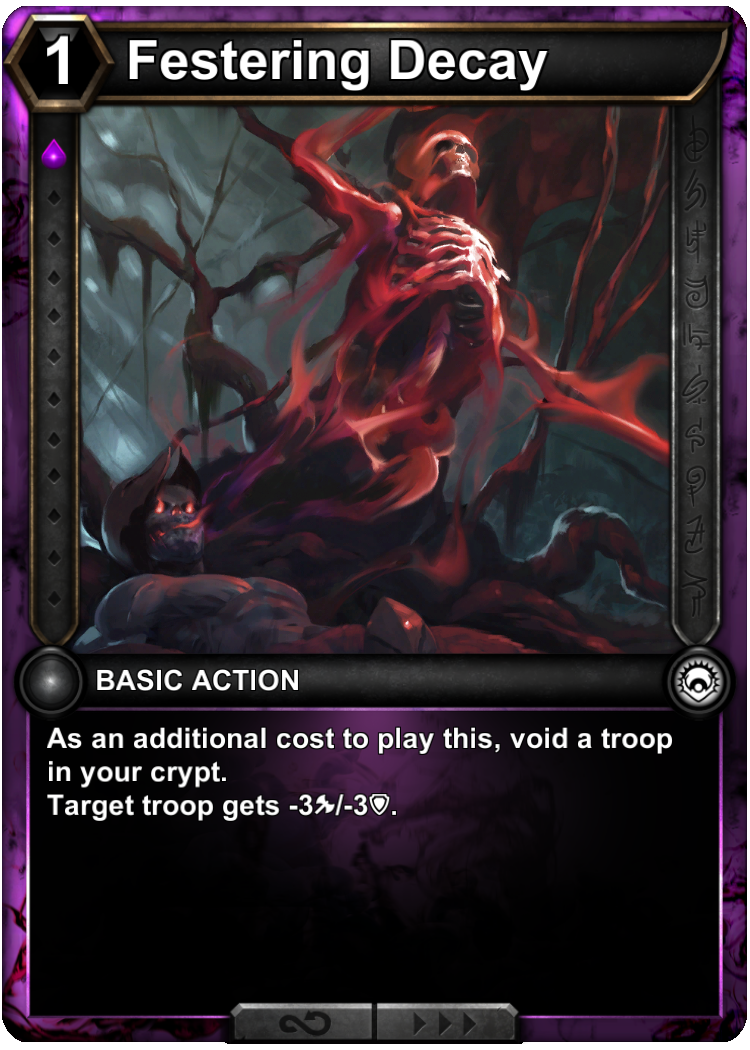 1
Festering Decay
BASIC ACTION
As an additional cost to play this, void a troop
in your crypt.
Target troop gets -3/-3.